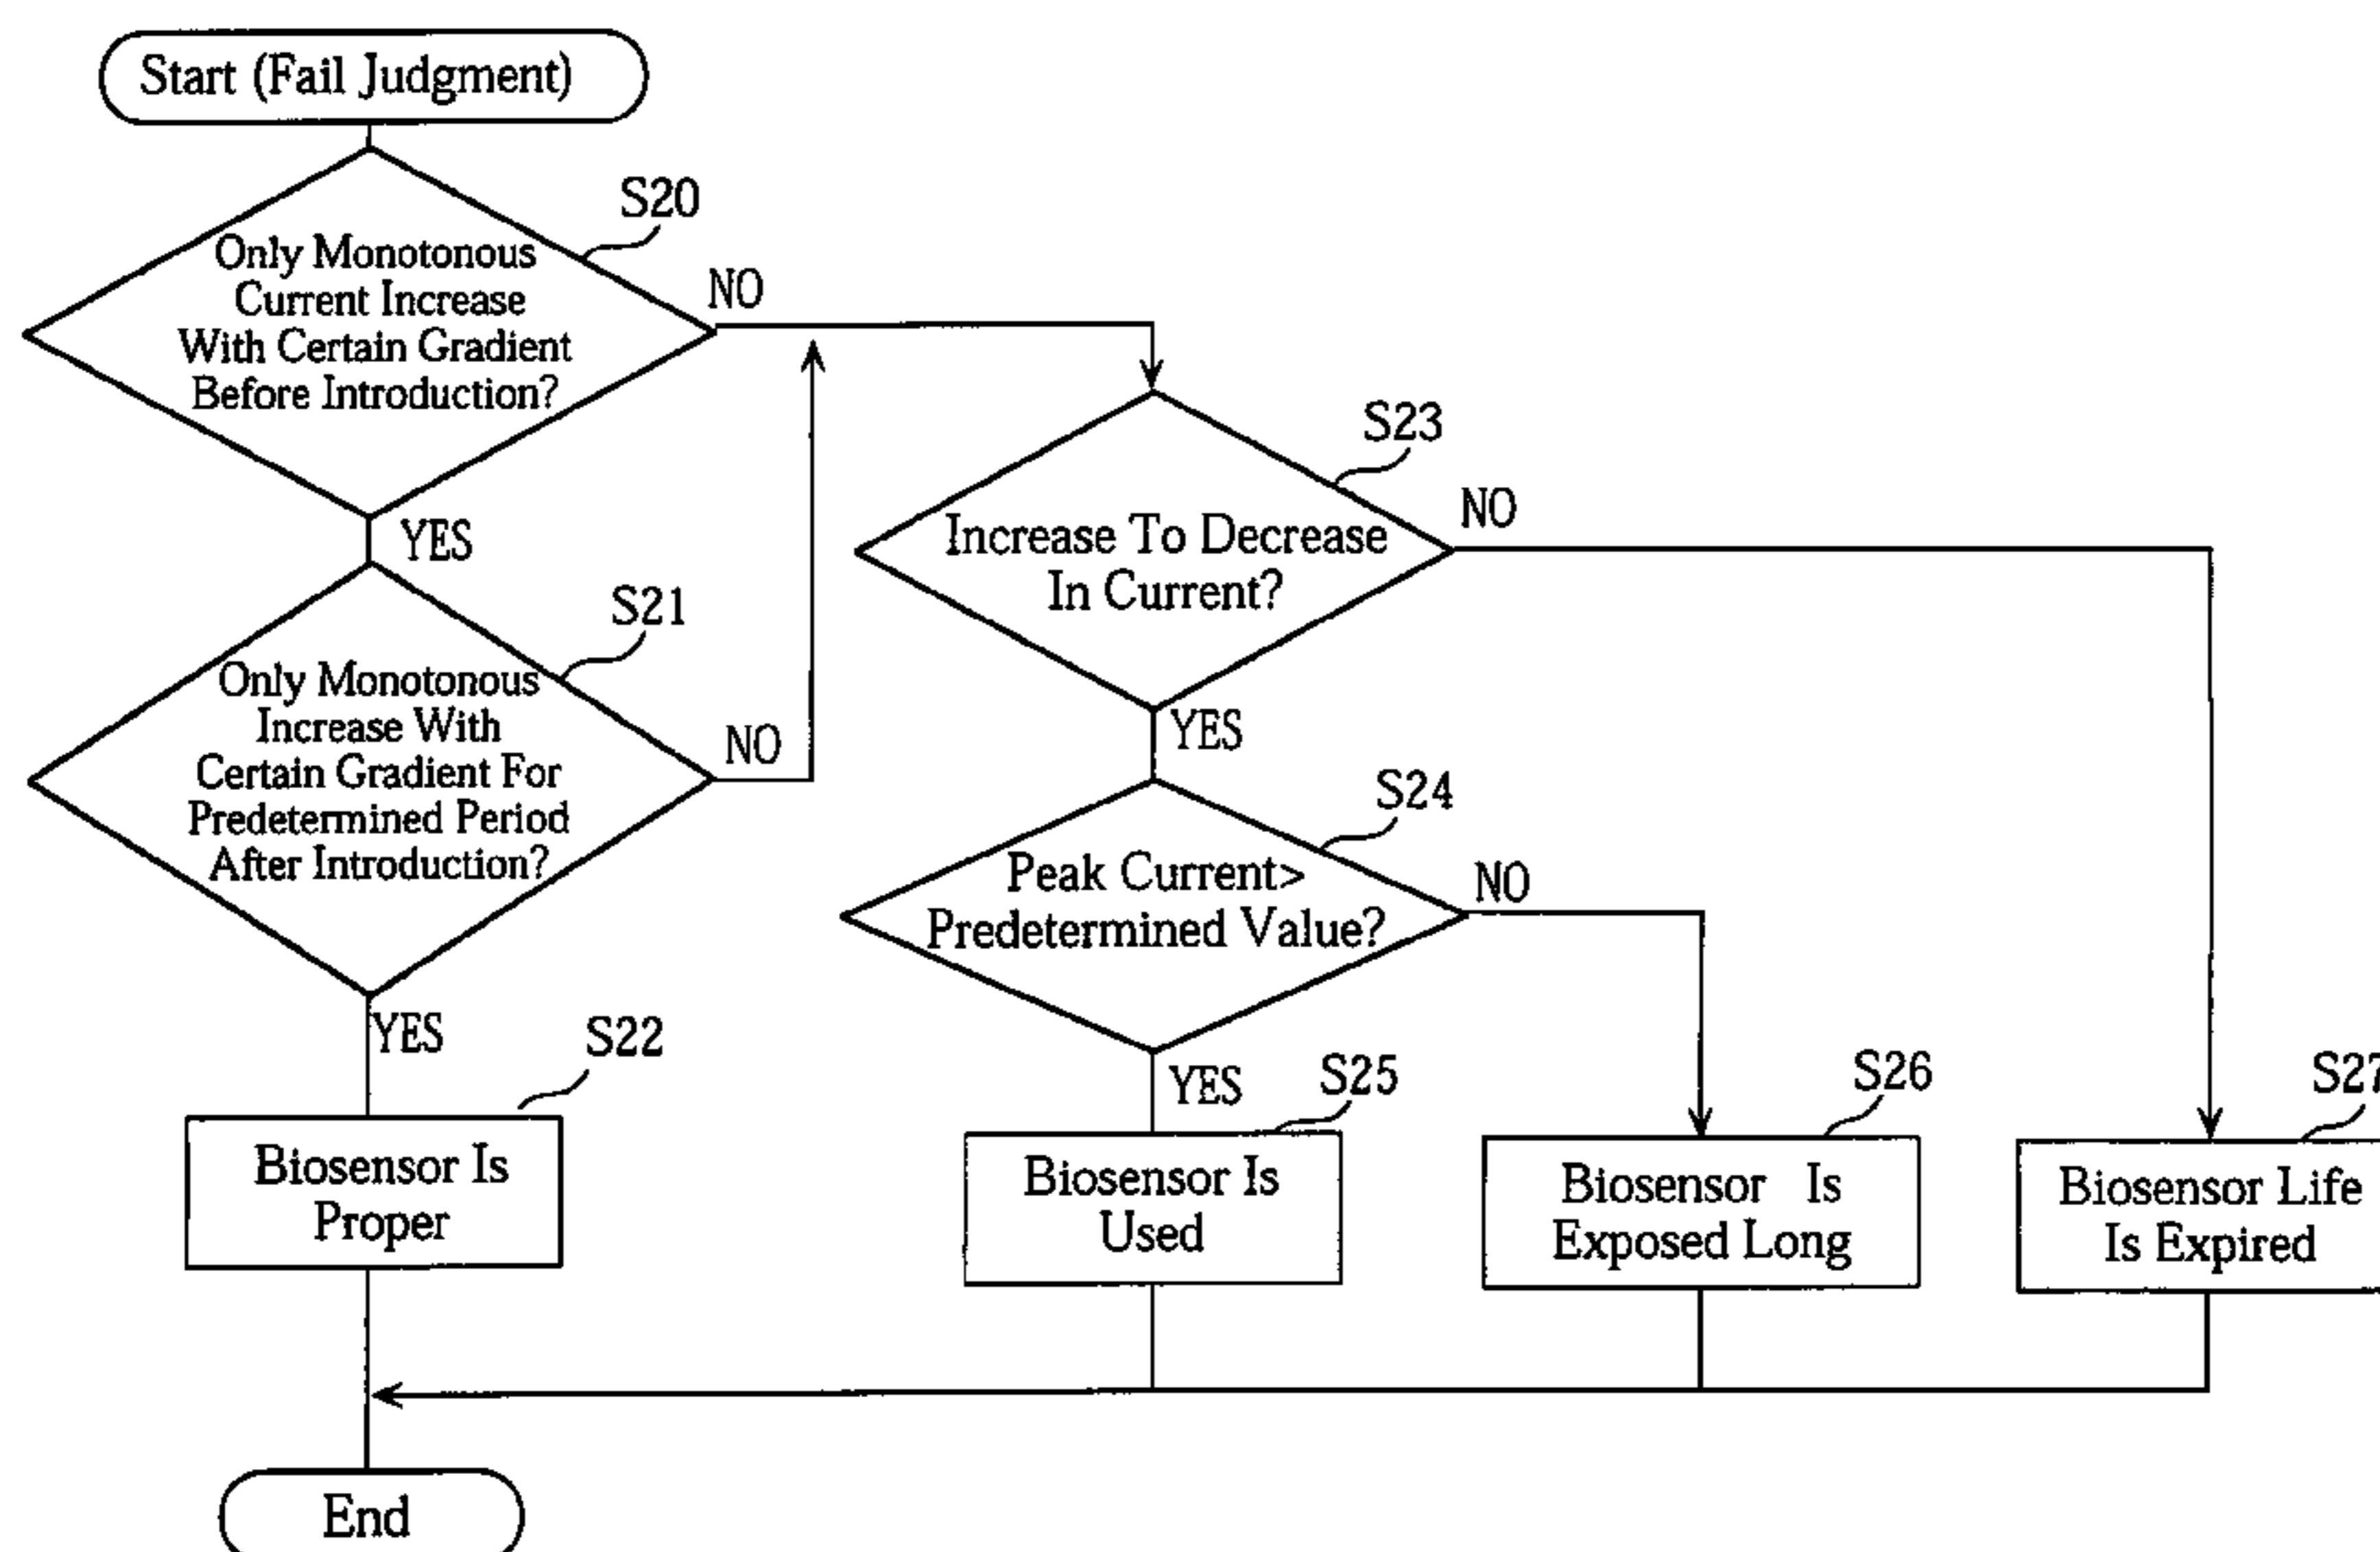 Start (Fail Judgment)
S20
Only Monotonous
Current Increase
With Certain Gradient
Before Introduction?
NO
YES
S21
Only Monotonous
Increase With
Certain Gradient For
Predetermined Period
After Introduction?
NO
YES
S22
Biosensor Is
Proper
S23
Increase To Decrease
In Current?
NO
YES
S24
Peak Current>
Predetermined Value?
NO
YES
S25
Biosensor Is
Used
S26
Biosensor Is
Exposed Long
S27
Biosensor Life
Is Expired
End